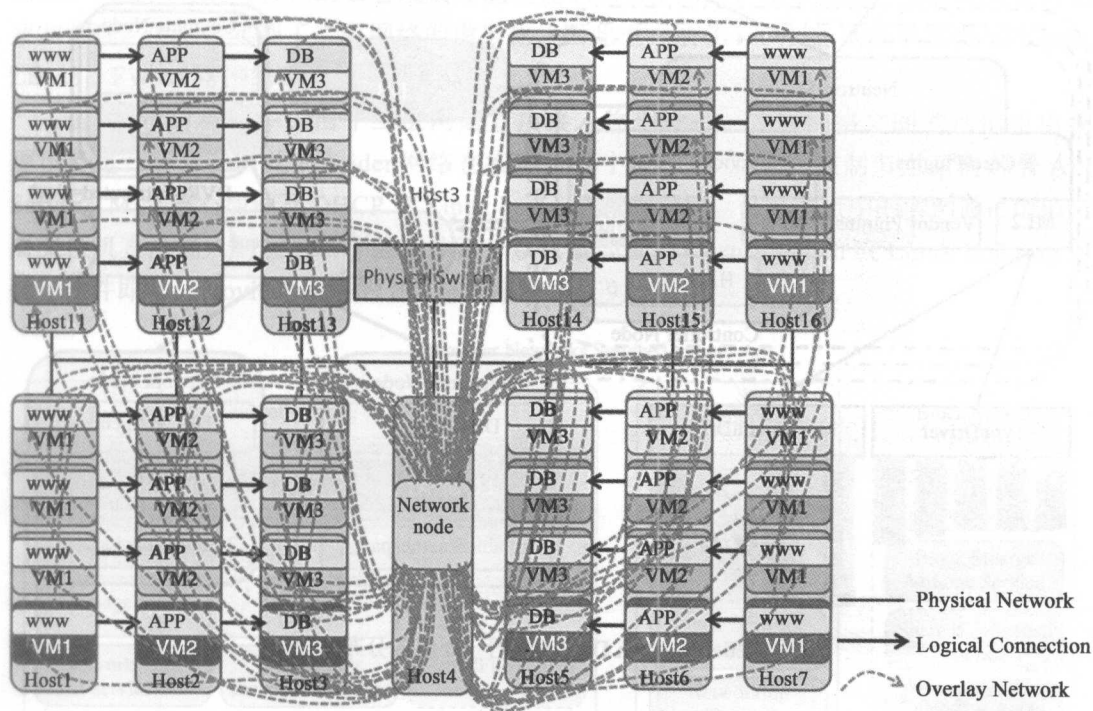 www APP DB DB APP www
VM1 VM2 VM3 VM3 VM2 VM1
www APP DB DB APP www
VM1 VM2 VM3 VM3 VM2 VM1
www APP DB Host3 DB APP www
VM1 VM2 VM3 VM3 VM2 VM1
www APP DB Physical Switch DB APP www
VM1 VM2 VM3 VM3 VM2 VM1
Host11 Host12 Host13 Host14 Host15 Host16
www APP DB DB APP www
VM1 VM2 VM3 VM3 VM2 VM1
www APP DB DB APP www
VM1 VM2 VM3 VM3 VM2 VM1
Network
node
www APP DB DB APP www
VM1 VM2 VM3 VM3 VM2 VM1
www APP DB DB APP www
VM1 VM2 VM3 VM3 VM2 VM1
Host1 Host2 Host3 Host4 Host5 Host6 Host7
Physical Network
Logical Connection
Overlay Network